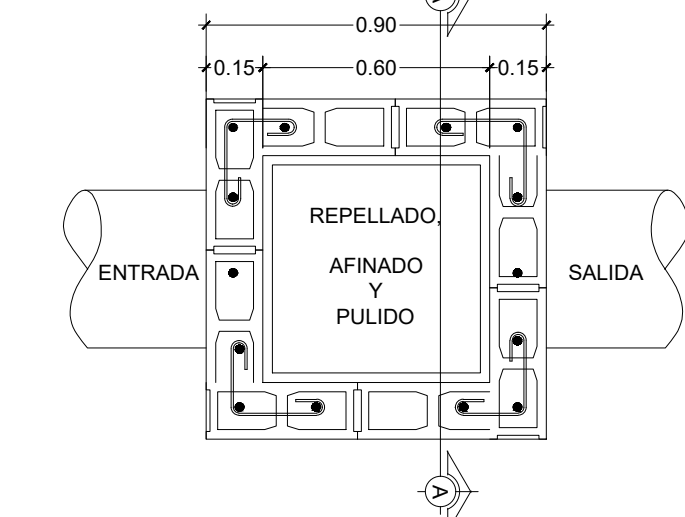 A
0.90
0.15
0.60
0.15
REPELLADO,
AFINADO
Y
PULIDO
ENTRADA
SALIDA
A